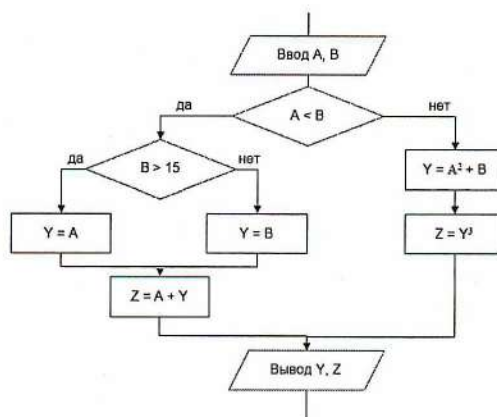 Ввод A, B
да
A < B
нет
да
B > 15
нет
Y = A² + B
Y = A
Y = B
Z = Y³
Z = A + Y
Вывод Y, Z